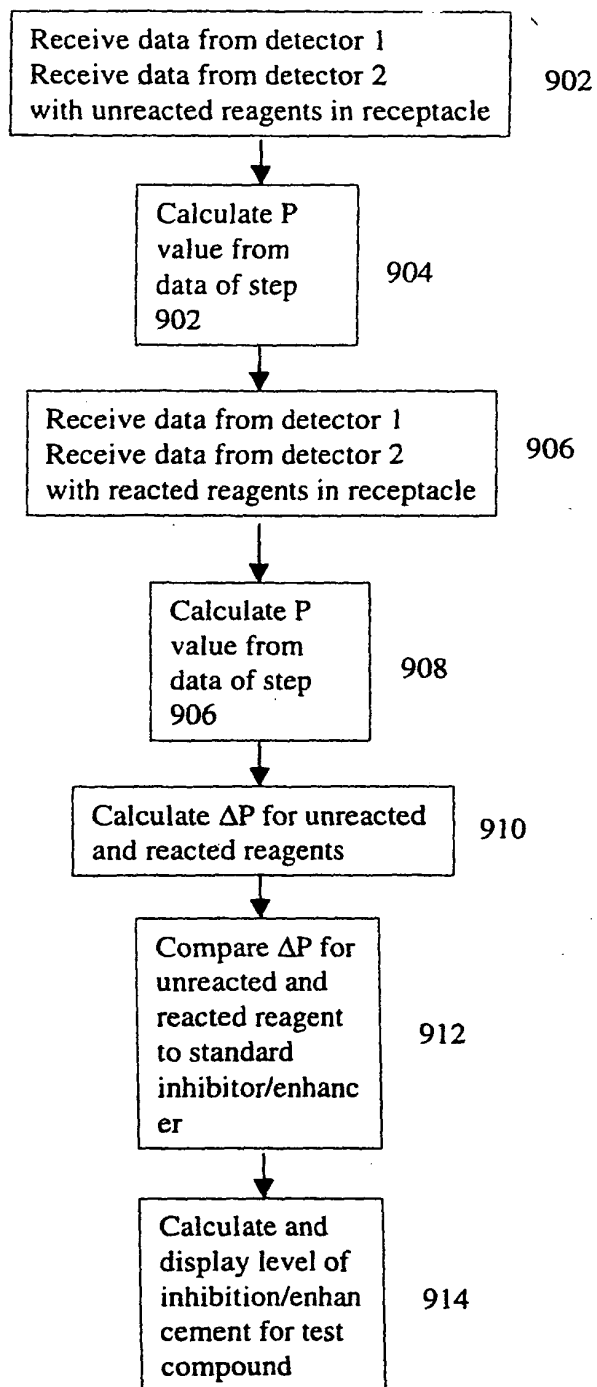 Receive data from detector 1
Receive data from detector 2
with unreacted reagents in receptacle
902
Calculate P
value from
data of step
902
904
Receive data from detector 1
Receive data from detector 2
with reacted reagents in receptacle
906
Calculate P
value from
data of step
906
908
Calculate ΔP for unreacted
and reacted reagents
910
Compare ΔP for
unreacted and
reacted reagent
to standard
inhibitor/enhanc
er
912
Calculate and
display level of
inhibition/enhan
cement for test
compound
914